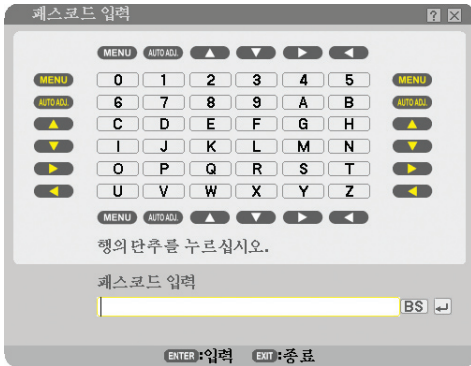 패스코드 입력 ? X
MENU AUTO ADJ. ▲ ▼ ▶ ◀
MENU 0 1 2 3 4 5 MENU
AUTO ADJ. 6 7 8 9 A B AUTO ADJ.
▲ C D E F G H ▲
▼ I J K L M N ▼
▶ O P Q R S T ▶
◀ U V W X Y Z ◀
MENU AUTO ADJ. ▲ ▼ ▶ ◀
행의 단추를 누르십시오.
패스코드 입력
BS ↵
ENTER:입력 EXIT:종료